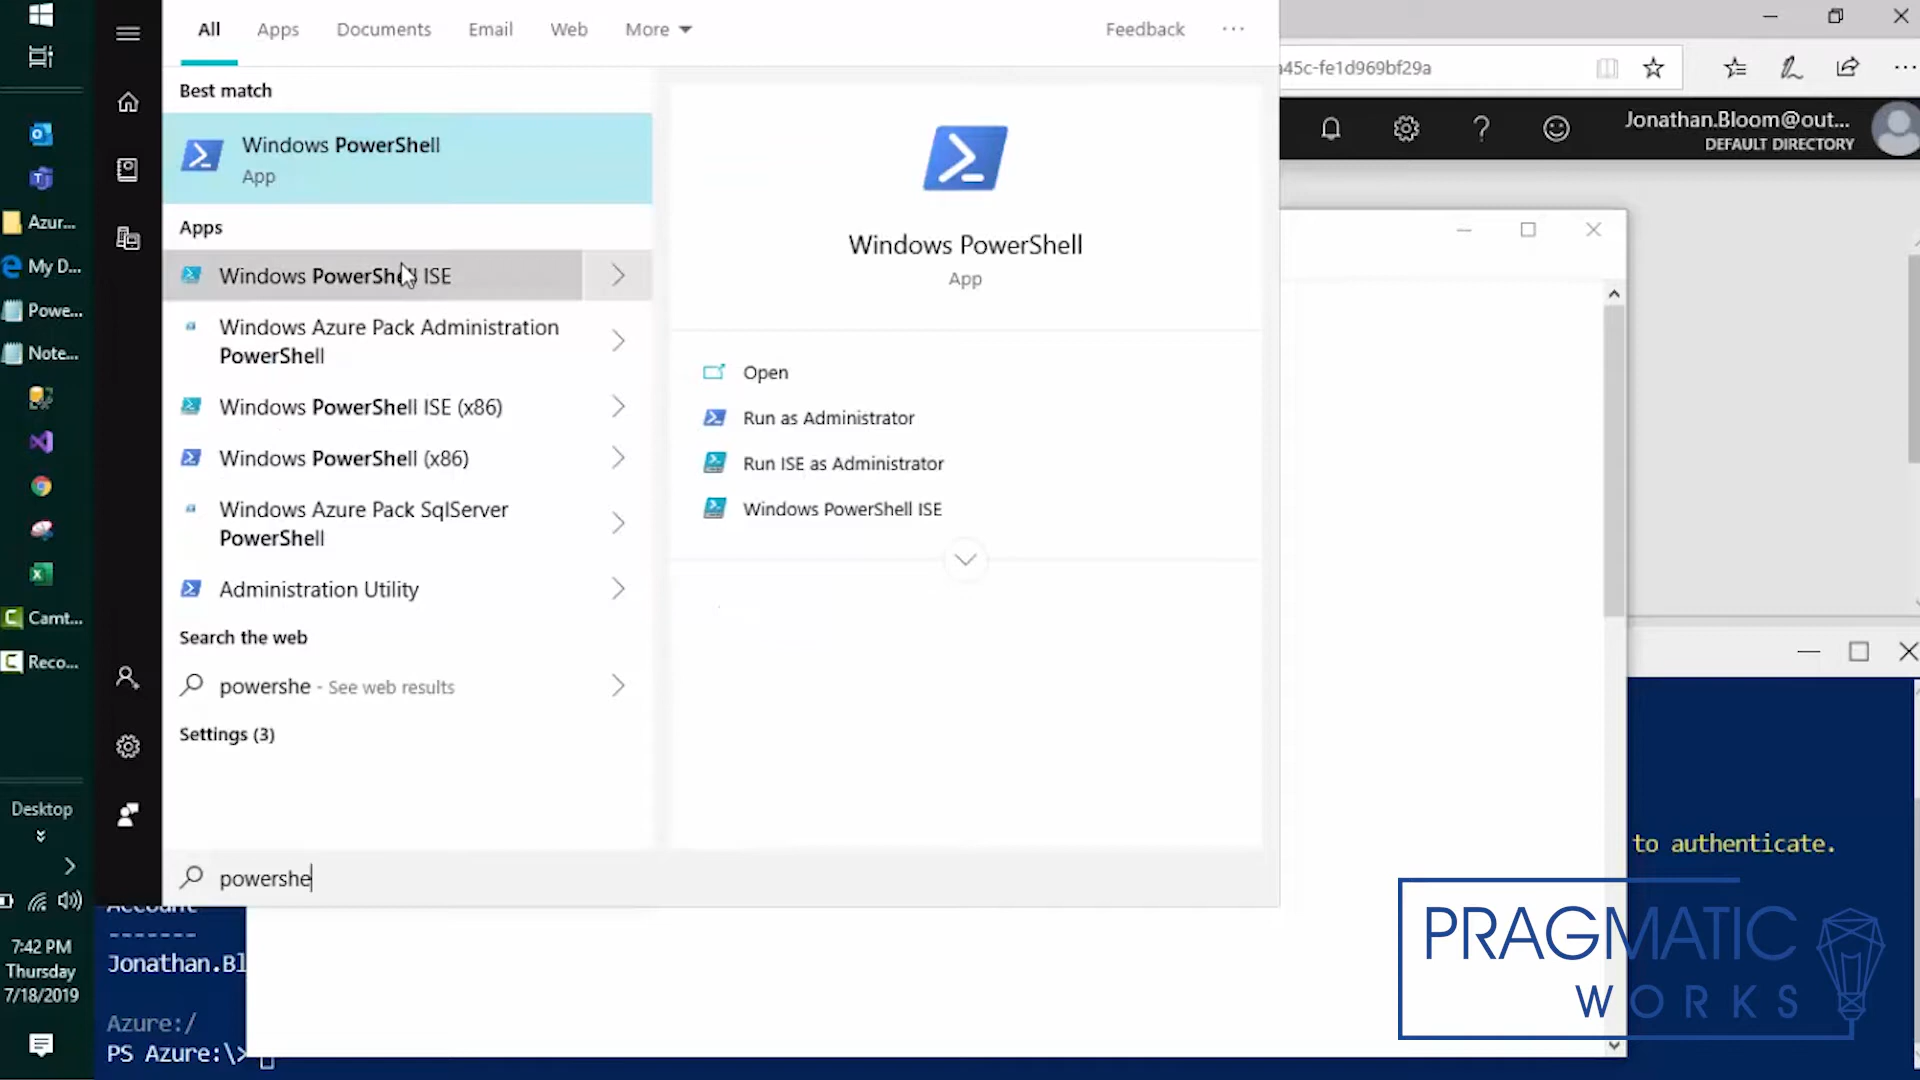 All Apps Documents Email Web More Feedback
Best match
Windows PowerShell
App
Apps
Windows PowerShell ISE
Windows Azure Pack Administration
PowerShell
Windows PowerShell ISE (x86)
Windows PowerShell (x86)
Windows Azure Pack SqlServer
PowerShell
Administration Utility
Search the web
powershe - See web results
Settings (3)
powershe
Windows PowerShell
App
Open
Run as Administrator
Run ISE as Administrator
Windows PowerShell ISE
45c-fe1d969bf29a
Jonathan.Bloom@out...
DEFAULT DIRECTORY
Azur...
My D...
Powe...
Note...
Camt...
Reco...
Desktop
7:42 PM
Thursday
7/18/2019
to authenticate.
Account
-------
Jonathan.Bl
Azure:/
PS Azure:\>
PRAGMATIC
WORKS